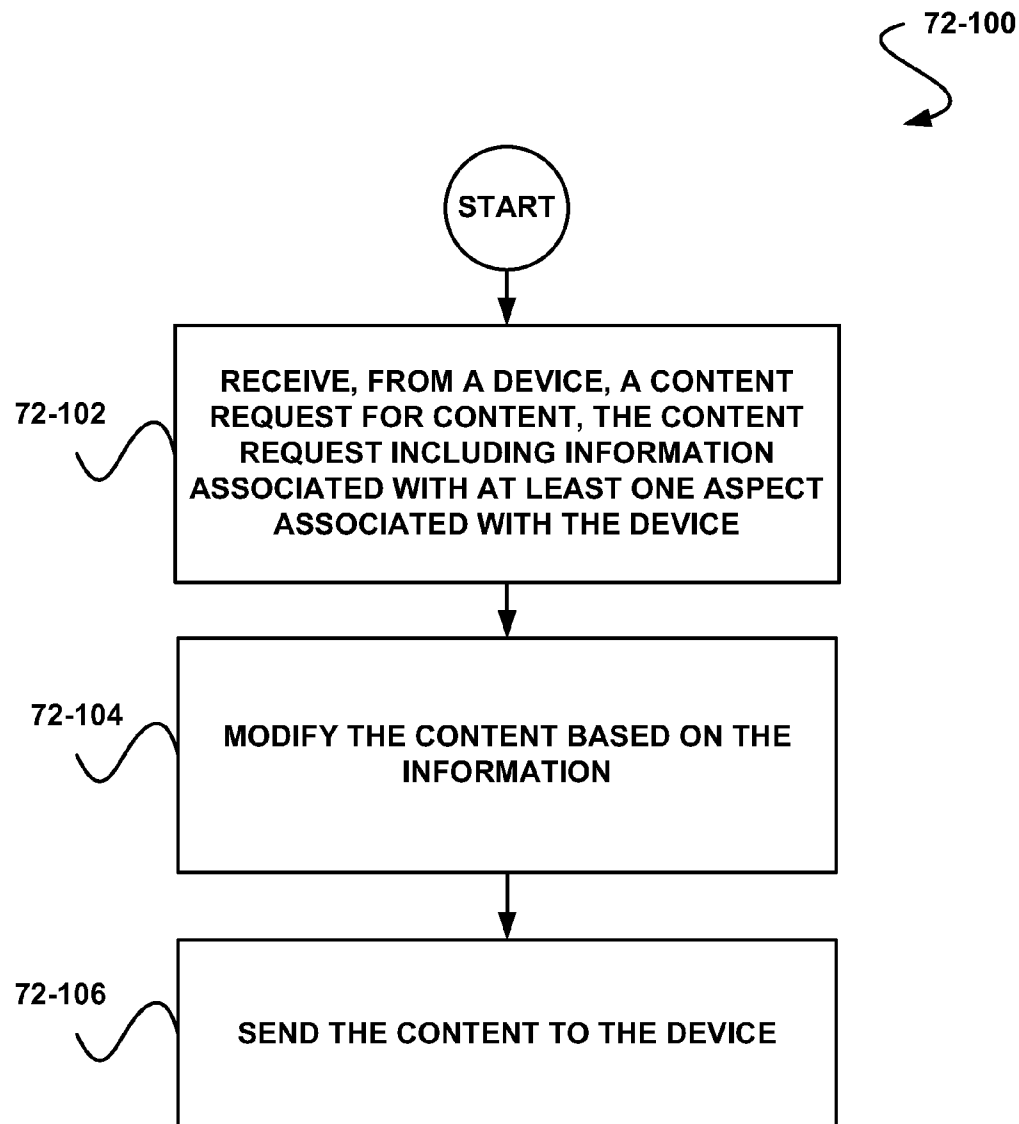 72-100
START
72-102
RECEIVE, FROM A DEVICE, A CONTENT
REQUEST FOR CONTENT, THE CONTENT
REQUEST INCLUDING INFORMATION
ASSOCIATED WITH AT LEAST ONE ASPECT
ASSOCIATED WITH THE DEVICE
72-104
MODIFY THE CONTENT BASED ON THE
INFORMATION
72-106
SEND THE CONTENT TO THE DEVICE